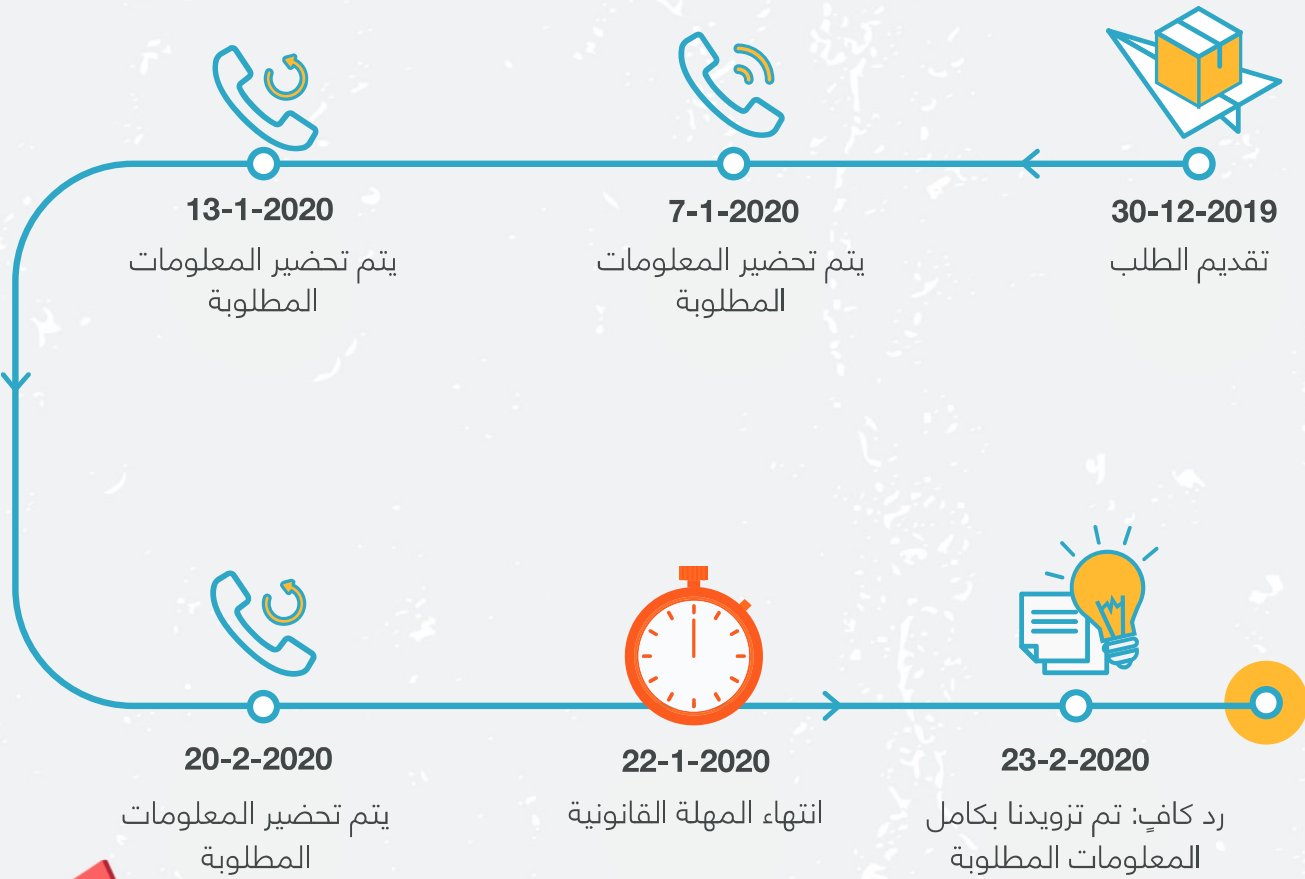 30-12-2019
تقديم الطلب
7-1-2020
يتم تحضير المعلومات
المطلوبة
13-1-2020
يتم تحضير المعلومات
المطلوبة
20-2-2020
يتم تحضير المعلومات
المطلوبة
22-1-2020
انتهاء المهلة القانونية
23-2-2020
رد كافٍ: تم تزويدنا بكامل
المعلومات المطلوبة